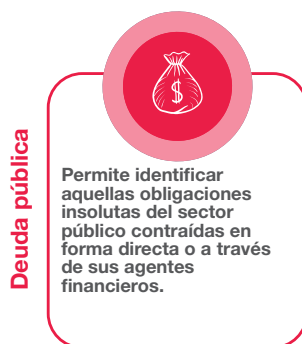 $
Deuda pública
Permite identificar
aquellas obligaciones
insolutas del sector
público contraídas en
forma directa o a través
de sus agentes
financieros.